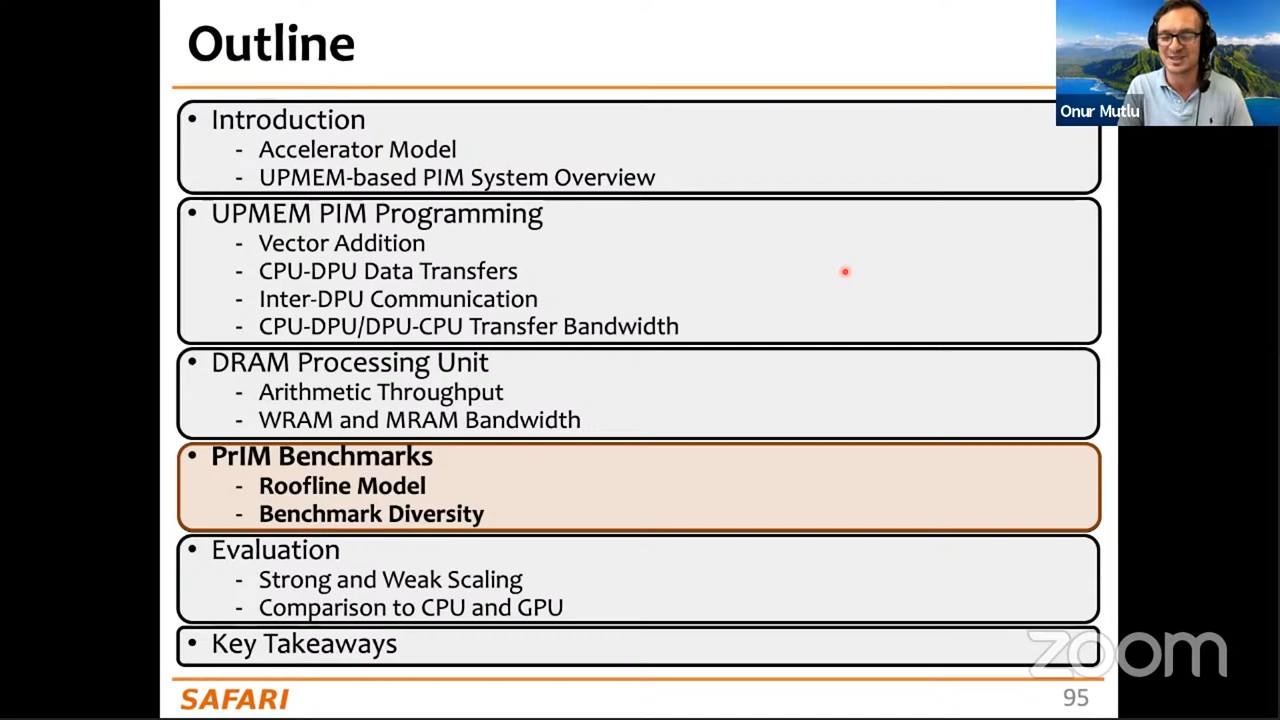 Outline
Onur Mutlu
• Introduction
- Accelerator Model
- UPMEM-based PIM System Overview
• UPMEM PIM Programming
- Vector Addition
- CPU-DPU Data Transfers
- Inter-DPU Communication
- CPU-DPU/DPU-CPU Transfer Bandwidth
• DRAM Processing Unit
- Arithmetic Throughput
- WRAM and MRAM Bandwidth
• PrIM Benchmarks
- Roofline Model
- Benchmark Diversity
• Evaluation
- Strong and Weak Scaling
- Comparison to CPU and GPU
• Key Takeaways
zoom
SAFARI
95